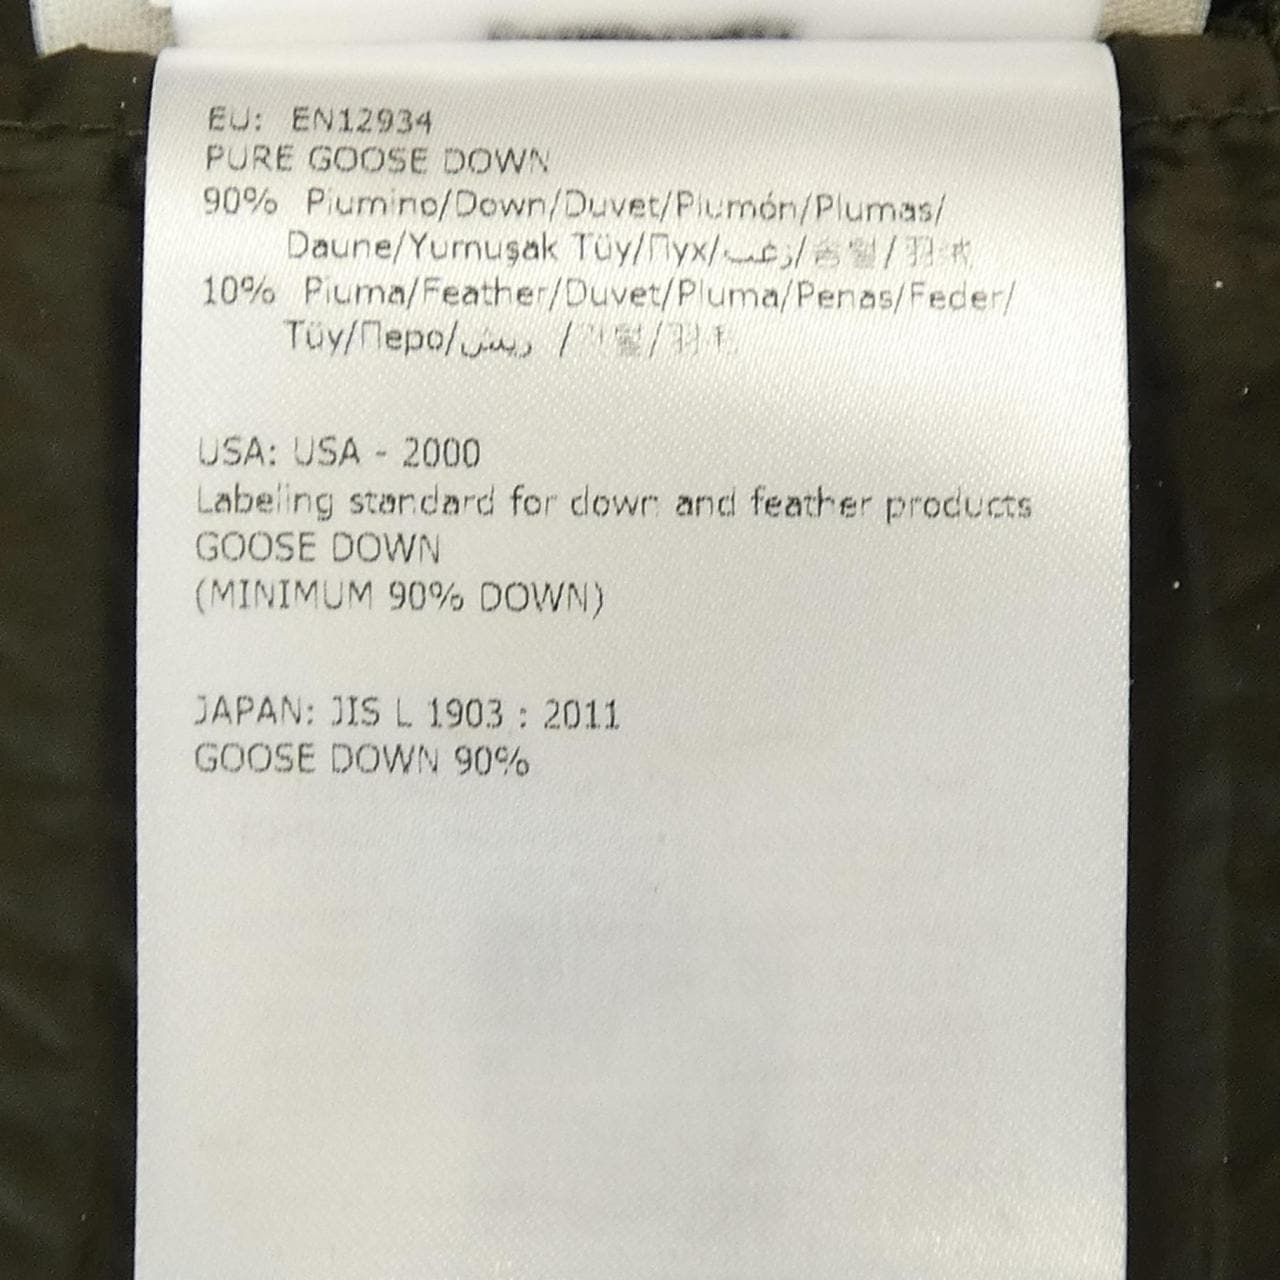 EU: EN12934
PURE GOOSE DOWN
90% Piumino/Down/Duvet/Plumón/Plumas/
Daune/Yumuşak Tüy/Пух/زغب/솜털/羽绒
10% Piuma/Feather/Duvet/Pluma/Penas/Feder/
Tüy/Перо/ريش /깃털/羽毛
USA: USA - 2000
Labeling standard for down and feather products
GOOSE DOWN
(MINIMUM 90% DOWN)
JAPAN: JIS L 1903 : 2011
GOOSE DOWN 90%